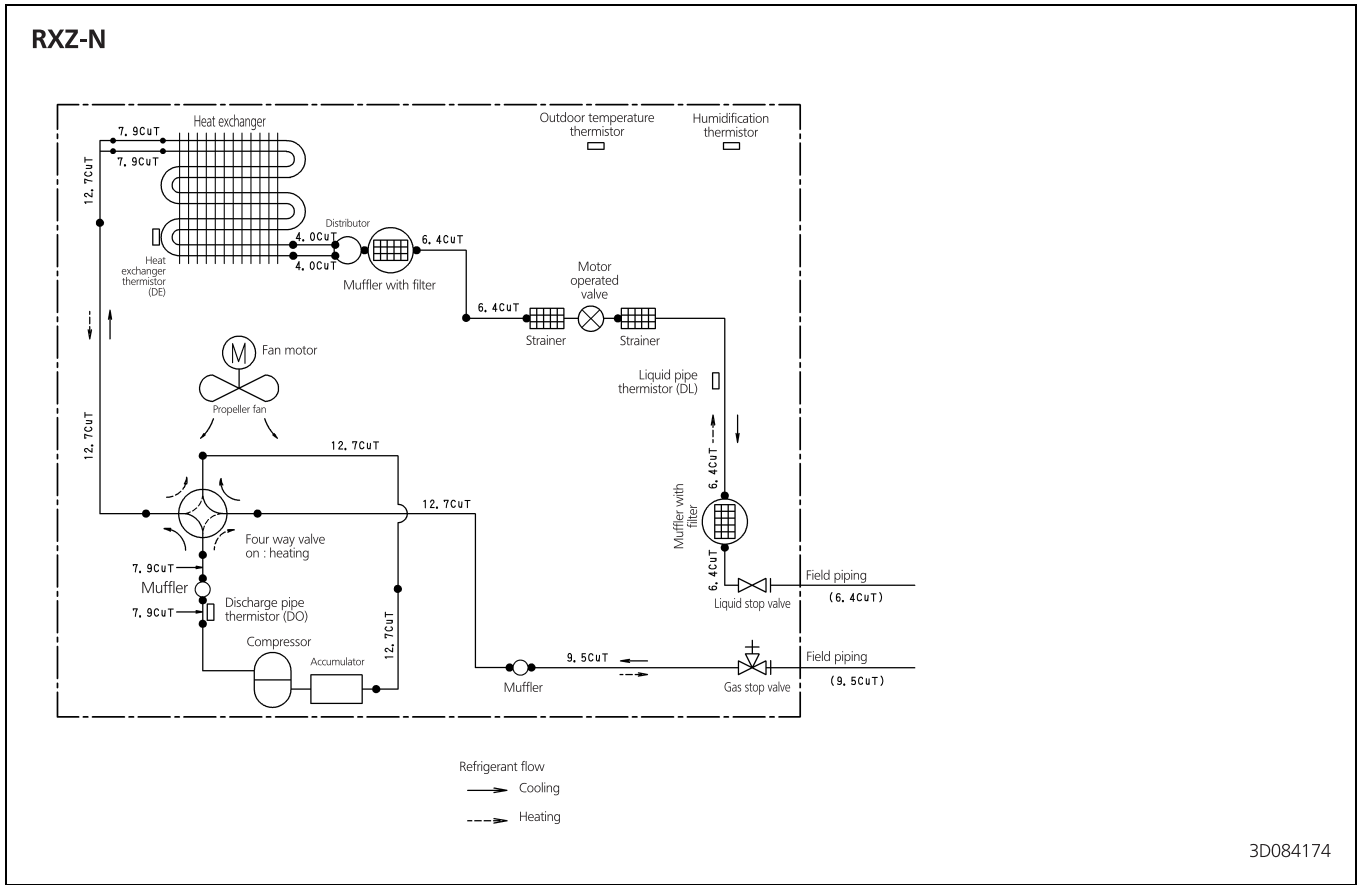 RXZ-N
Heat exchanger
7. 9CuT
7. 9CuT
12. 7CuT
Outdoor temperature
thermistor
Humidification
thermistor
Distributor
4. 0CuT
4. 0CuT
6. 4CuT
Muffler with filter
Heat
exchanger
thermistor
(DE)
6. 4CuT
Motor
operated
valve
Strainer
Strainer
M
Fan motor
Propeller fan
Liquid pipe
thermistor (DL)
12. 7CuT
12. 7CuT
6. 4CuT
12. 7CuT
Muffler with
filter
Four way valve
on : heating
7. 9CuT
Muffler
7. 9CuT
Discharge pipe
thermistor (DO)
6. 4CuT
Field piping
(6. 4CuT)
Liquid stop valve
Compressor
Accumulator
12. 7CuT
9. 5CuT
Muffler
Gas stop valve
Field piping
(9. 5CuT)
Refrigerant flow
Cooling
Heating
3D084174